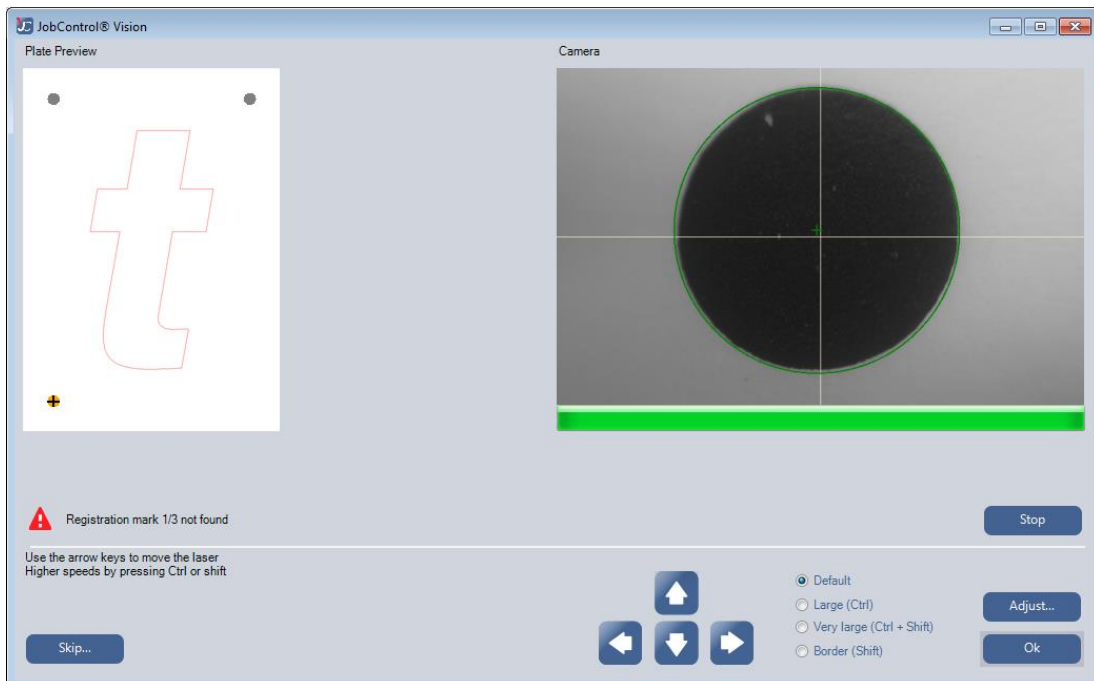 JobControl® Vision
Plate Preview
Camera
Registration mark 1/3 not found
Stop
Use the arrow keys to move the laser
Higher speeds by pressing Ctrl or shift
Default
Large (Ctrl)
Very large (Ctrl + Shift)
Border (Shift)
Adjust...
Skip...
Ok